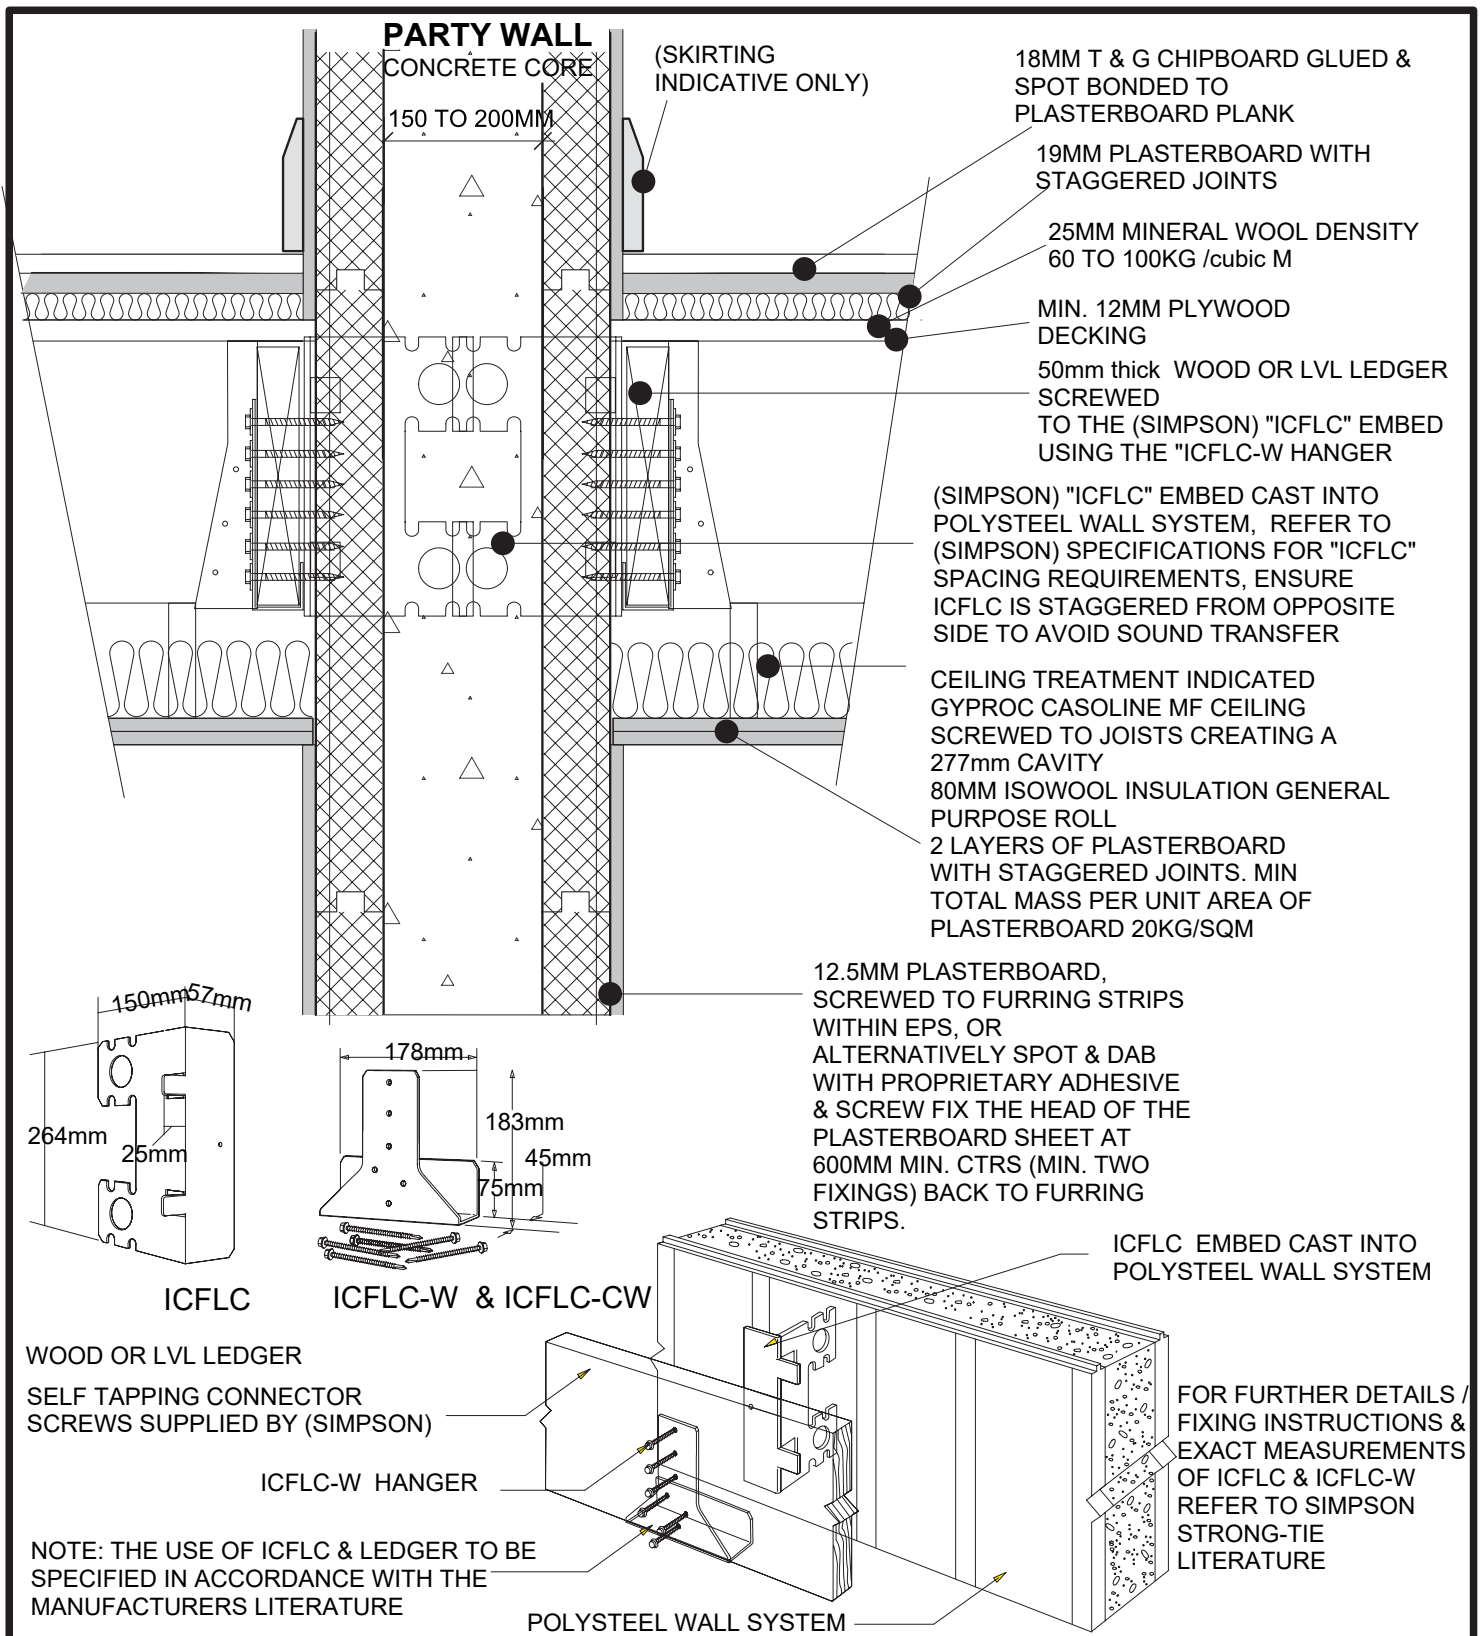 PARTY WALL
CONCRETE CORE
150 TO 200MM
(SKIRTING
INDICATIVE ONLY)
18MM T & G CHIPBOARD GLUED &
SPOT BONDED TO
PLASTERBOARD PLANK
19MM PLASTERBOARD WITH
STAGGERED JOINTS
25MM MINERAL WOOL DENSITY
60 TO 100KG /cubic M
MIN. 12MM PLYWOOD
DECKING
50mm thick WOOD OR LVL LEDGER
SCREWED
TO THE (SIMPSON) "ICFLC" EMBED
USING THE "ICFLC-W HANGER
(SIMPSON) "ICFLC" EMBED CAST INTO
POLYSTEEL WALL SYSTEM, REFER TO
(SIMPSON) SPECIFICATIONS FOR "ICFLC"
SPACING REQUIREMENTS, ENSURE
ICFLC IS STAGGERED FROM OPPOSITE
SIDE TO AVOID SOUND TRANSFER
CEILING TREATMENT INDICATED
GYPROC CASOLINE MF CEILING
SCREWED TO JOISTS CREATING A
277mm CAVITY
80MM ISOWOOL INSULATION GENERAL
PURPOSE ROLL
2 LAYERS OF PLASTERBOARD
WITH STAGGERED JOINTS. MIN
TOTAL MASS PER UNIT AREA OF
PLASTERBOARD 20KG/SQM
12.5MM PLASTERBOARD,
SCREWED TO FURRING STRIPS
WITHIN EPS, OR
ALTERNATIVELY SPOT & DAB
WITH PROPRIETARY ADHESIVE
& SCREW FIX THE HEAD OF THE
PLASTERBOARD SHEET AT
600MM MIN. CTRS (MIN. TWO
FIXINGS) BACK TO FURRING
STRIPS.
150mm
57mm
264mm
25mm
ICFLC
178mm
183mm
45mm
75mm
ICFLC-W & ICFLC-CW
ICFLC EMBED CAST INTO
POLYSTEEL WALL SYSTEM
WOOD OR LVL LEDGER
SELF TAPPING CONNECTOR
SCREWS SUPPLIED BY (SIMPSON)
ICFLC-W HANGER
NOTE: THE USE OF ICFLC & LEDGER TO BE
SPECIFIED IN ACCORDANCE WITH THE
MANUFACTURERS LITERATURE
POLYSTEEL WALL SYSTEM
FOR FURTHER DETAILS /
FIXING INSTRUCTIONS &
EXACT MEASUREMENTS
OF ICFLC & ICFLC-W
REFER TO SIMPSON
STRONG-TIE
LITERATURE